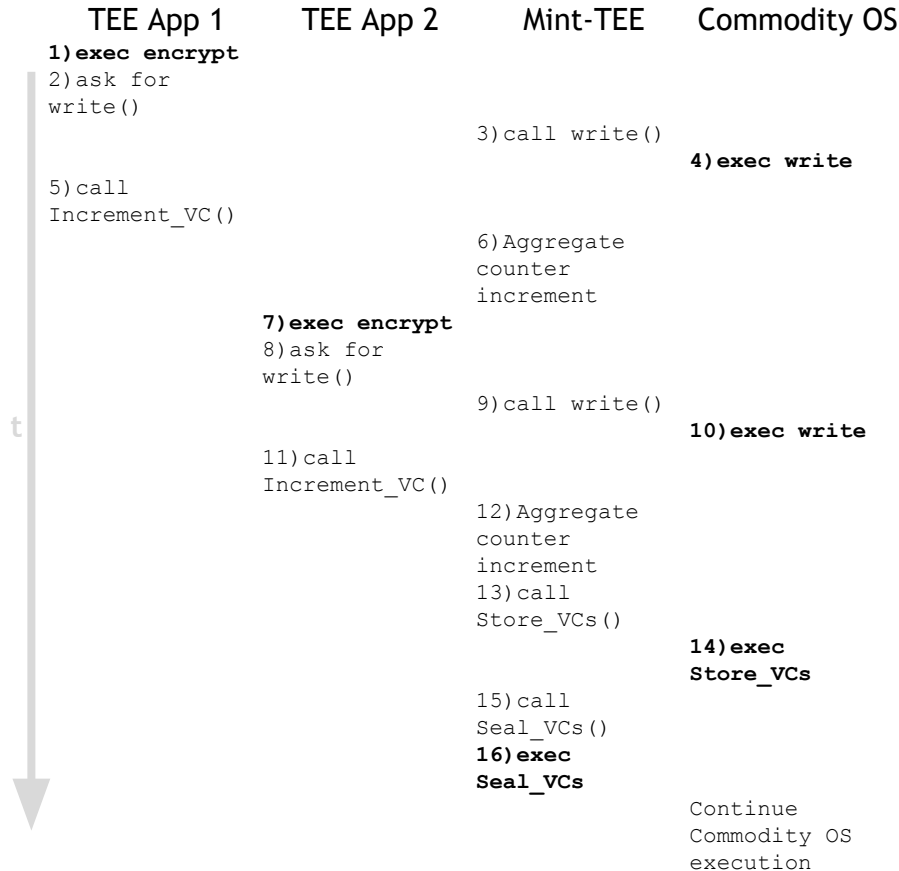 TEE App 1 TEE App 2 Mint-TEE Commodity OS
1)exec encrypt
2)ask for
write()
3)call write()
4)exec write
5)call
Increment_VC()
6)Aggregate
counter
increment
7)exec encrypt
8)ask for
write()
9)call write()
t
10)exec write
11)call
Increment_VC()
12)Aggregate
counter
increment
13)call
Store_VCs()
14)exec
Store_VCs
15)call
Seal_VCs()
16)exec
Seal_VCs
Continue
Commodity OS
execution